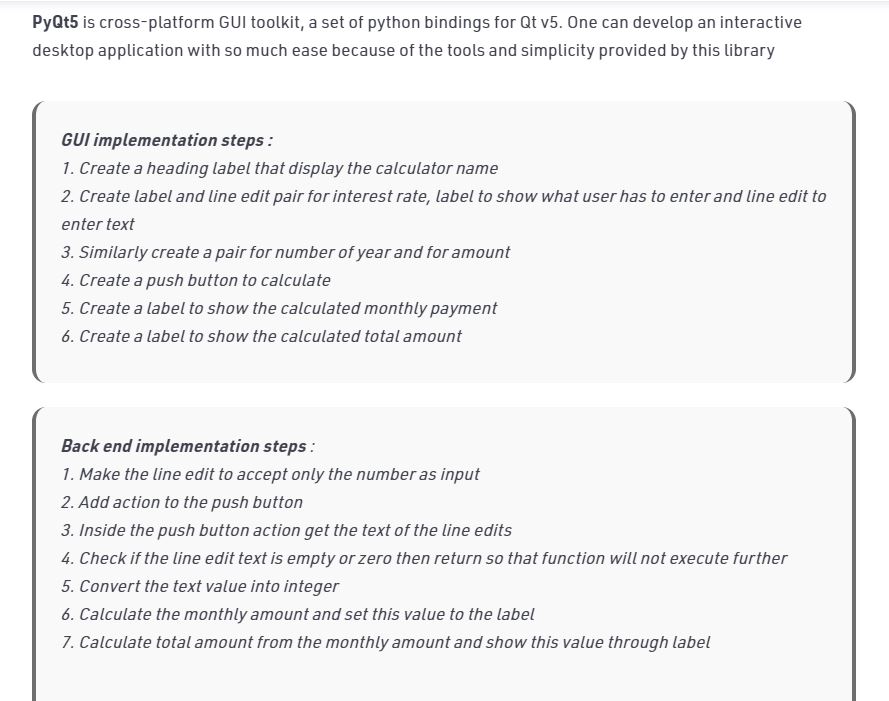 PyQt5 is cross-platform GUI toolkit, a set of python bindings for Qt v5. One can develop an interactive
desktop application with so much ease because of the tools and simplicity provided by this library
GUI implementation steps :
1. Create a heading label that display the calculator name
2. Create label and line edit pair for interest rate, label to show what user has to enter and line edit to
enter text
3. Similarly create a pair for number of year and for amount
4. Create a push button to calculate
5. Create a label to show the calculated monthly payment
6. Create a label to show the calculated total amount
Back end implementation steps :
1. Make the line edit to accept only the number as input
2. Add action to the push button
3. Inside the push button action get the text of the line edits
4. Check if the line edit text is empty or zero then return so that function will not execute further
5. Convert the text value into integer
6. Calculate the monthly amount and set this value to the label
7. Calculate total amount from the monthly amount and show this value through label